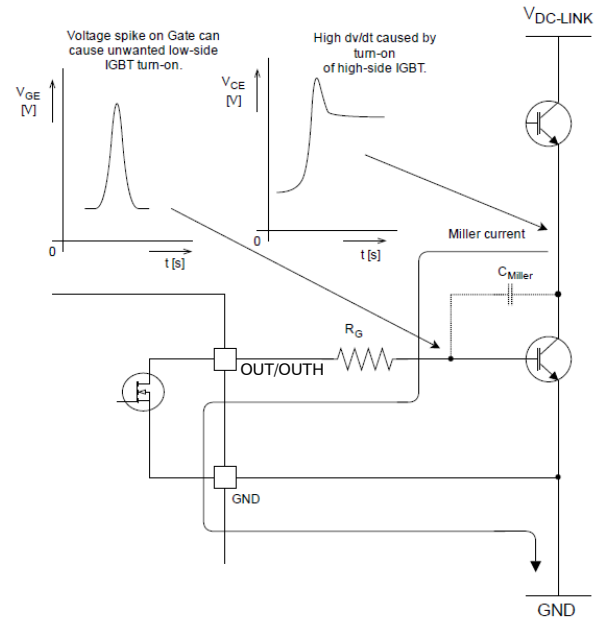 Voltage spike on Gate can
cause unwanted low-side
IGBT turn-on.
High dv/dt caused by
turn-on
of high-side IGBT.
VDC-LINK
VGE
[V]
0
t [s]
VCE
[V]
0
t [s]
Miller current
CMiller
RG
OUT/OUTH
GND
GND